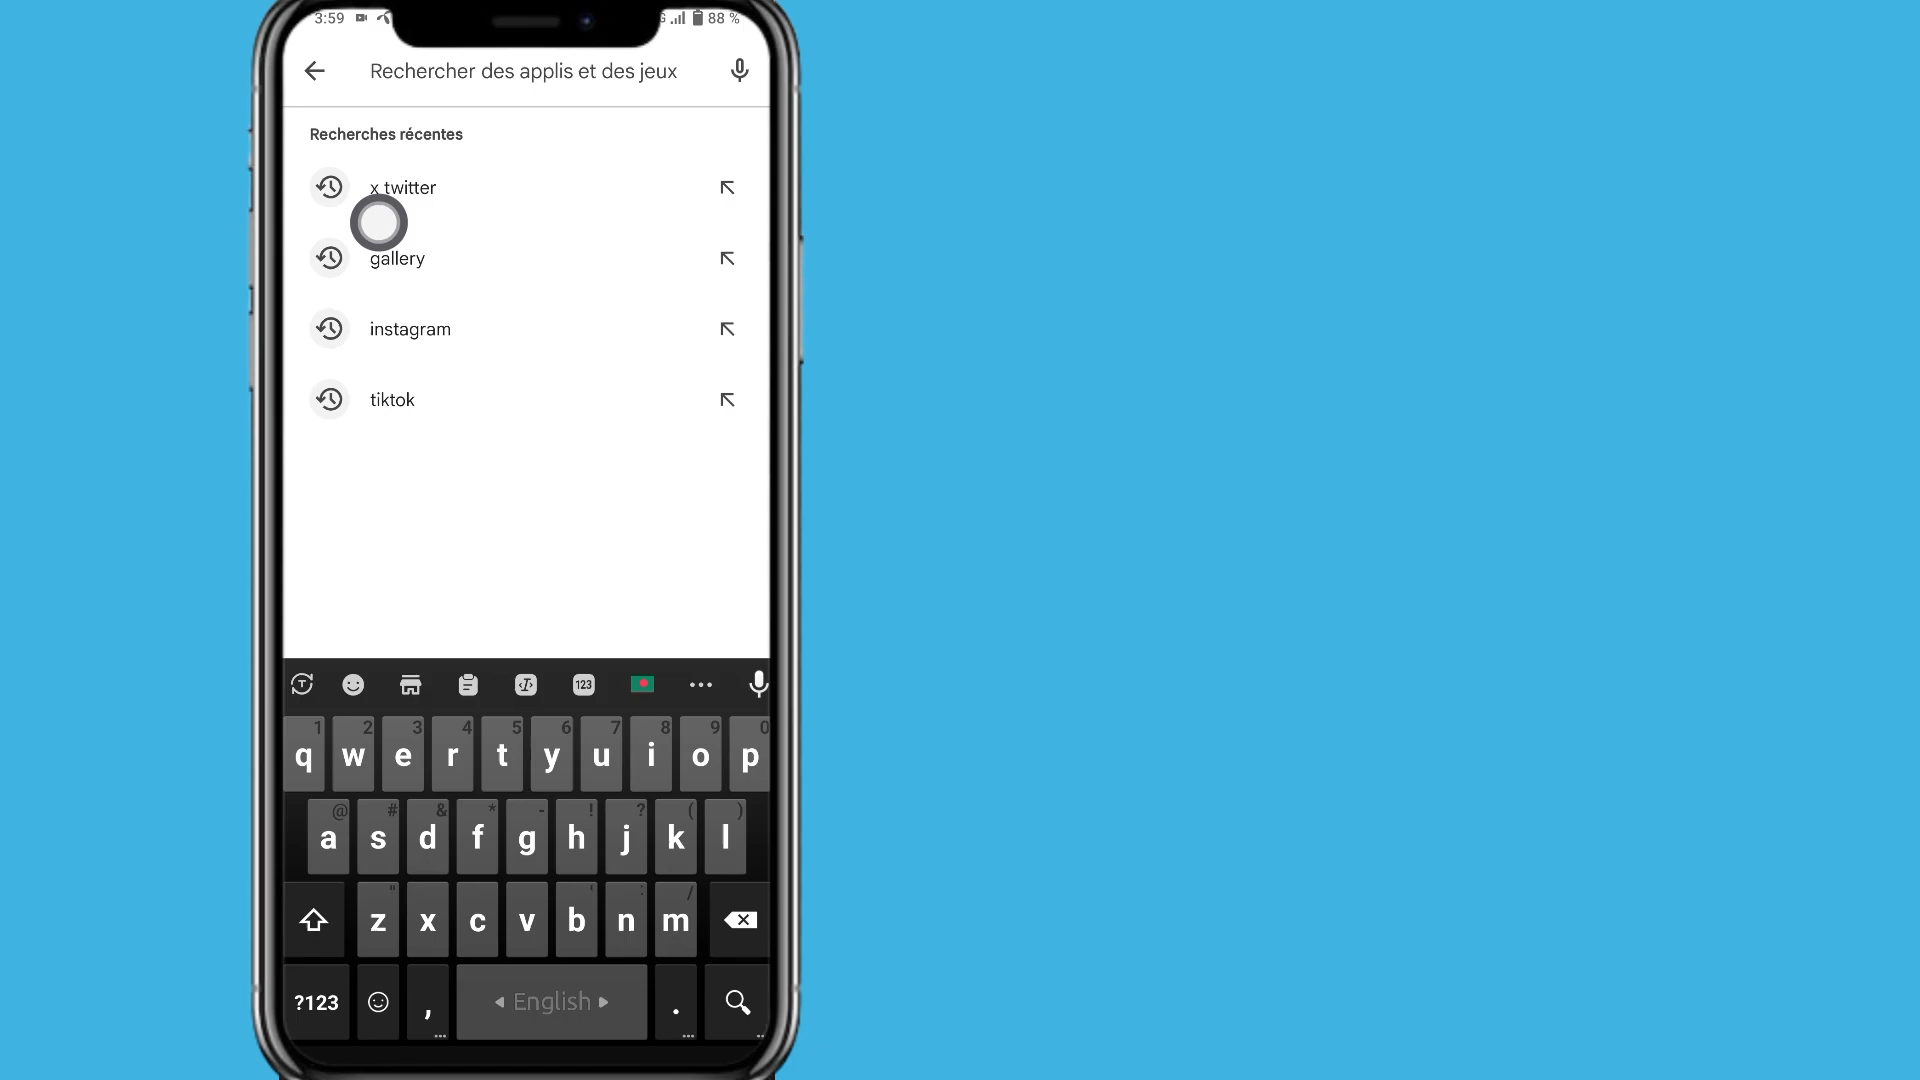 3:59 G 88 %
Rechercher des applis et des jeux
Recherches récentes
x twitter
gallery
instagram
tiktok
123
1 2 3 4 5 6 7 8 9 0
q w e r t y u i o p
@ # & * - ! ? ( )
a s d f g h j k l
" ' : /
z x c v b n m
?123 , English .